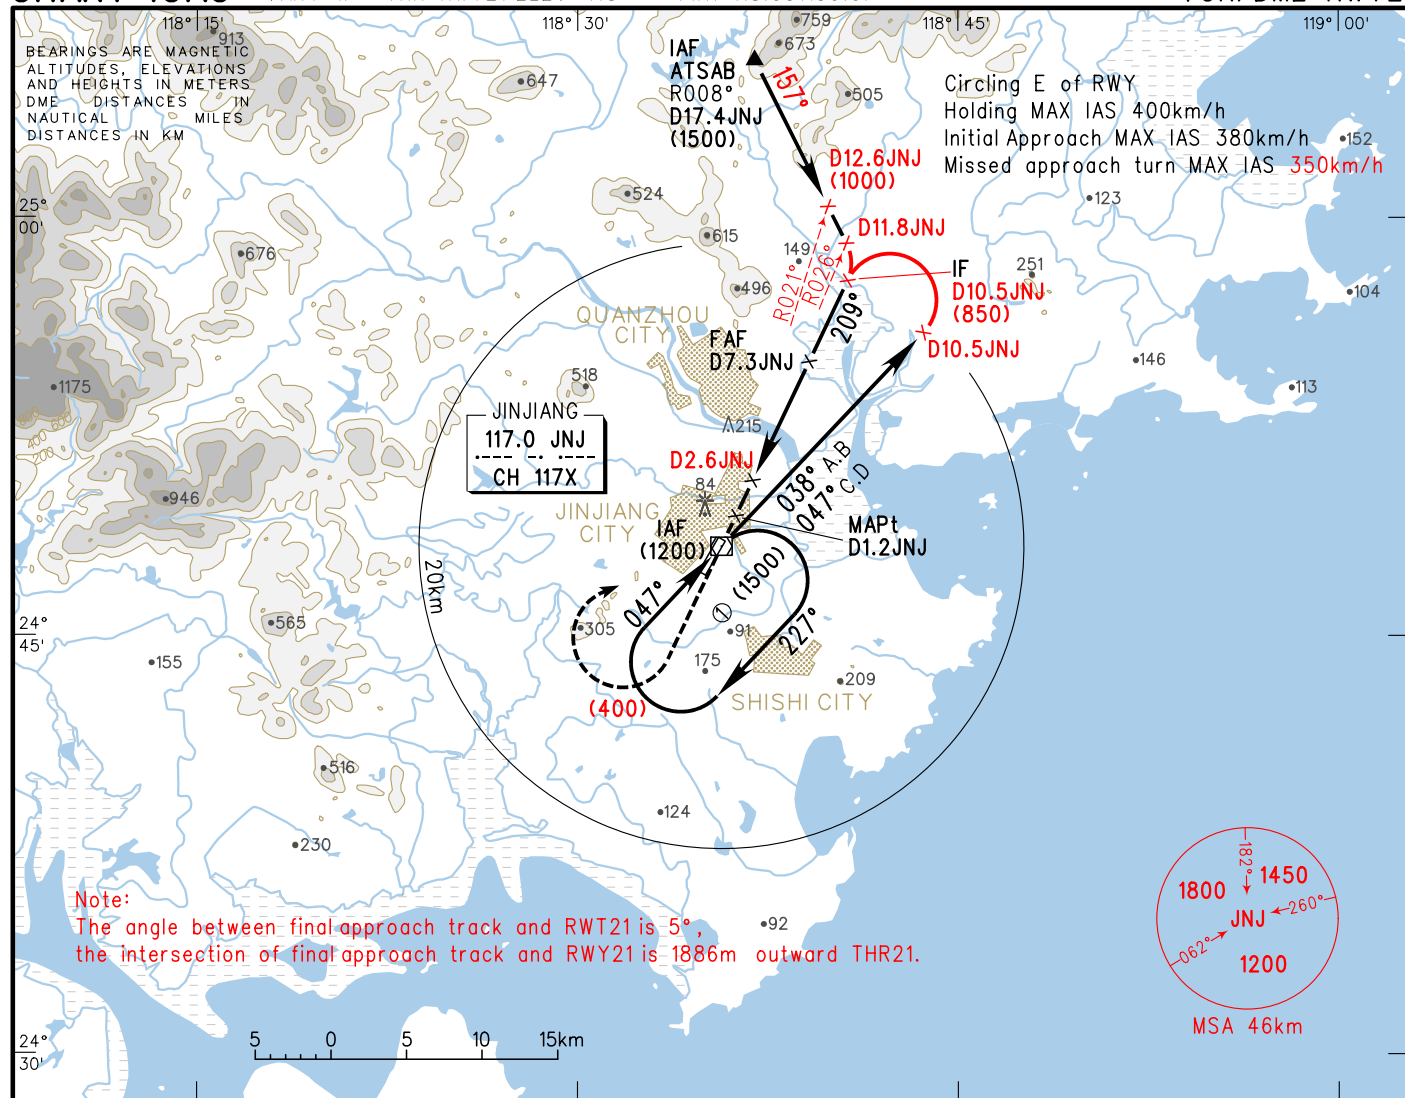 118° 15'
118° 30'
118° 45'
119° 00'
BEARINGS ARE MAGNETIC
ALTITUDES, ELEVATIONS
AND HEIGHTS IN METERS
DME DISTANCES IN
NAUTICAL MILES
DISTANCES IN KM
913
647
759
673
505
IAF
ATSAB
R008°
D17.4JNJ
(1500)
157°
Circling E of RWY
Holding MAX IAS 400km/h
Initial Approach MAX IAS 380km/h
Missed approach turn MAX IAS 350km/h
152
D12.6JNJ
(1000)
524
123
25°
00'
D11.8JNJ
615
676
149
R021°
R026°
IF
D10.5JNJ
(850)
251
104
496
QUANZHOU
CITY
209°
FAF
D7.3JNJ
D10.5JNJ
146
113
1175
518
JINJIANG
117.0 JNJ
CH 117X
215
400
200
D2.6JNJ
84
946
038° A.B
047° C.D
JINJIANG
CITY
IAF
(1200)
MAPt
D1.2JNJ
20km
047°
① (1500)
227°
24°
45'
565
305
91
155
175
209
SHISHI CITY
(400)
516
124
230
92
Note:
The angle between final approach track and RWT21 is 5°,
the intersection of final approach track and RWY21 is 1886m outward THR21.
182°
1800
1450
JNJ
260°
062°
1200
MSA 46km
5 0 5 10 15km
24°
30'